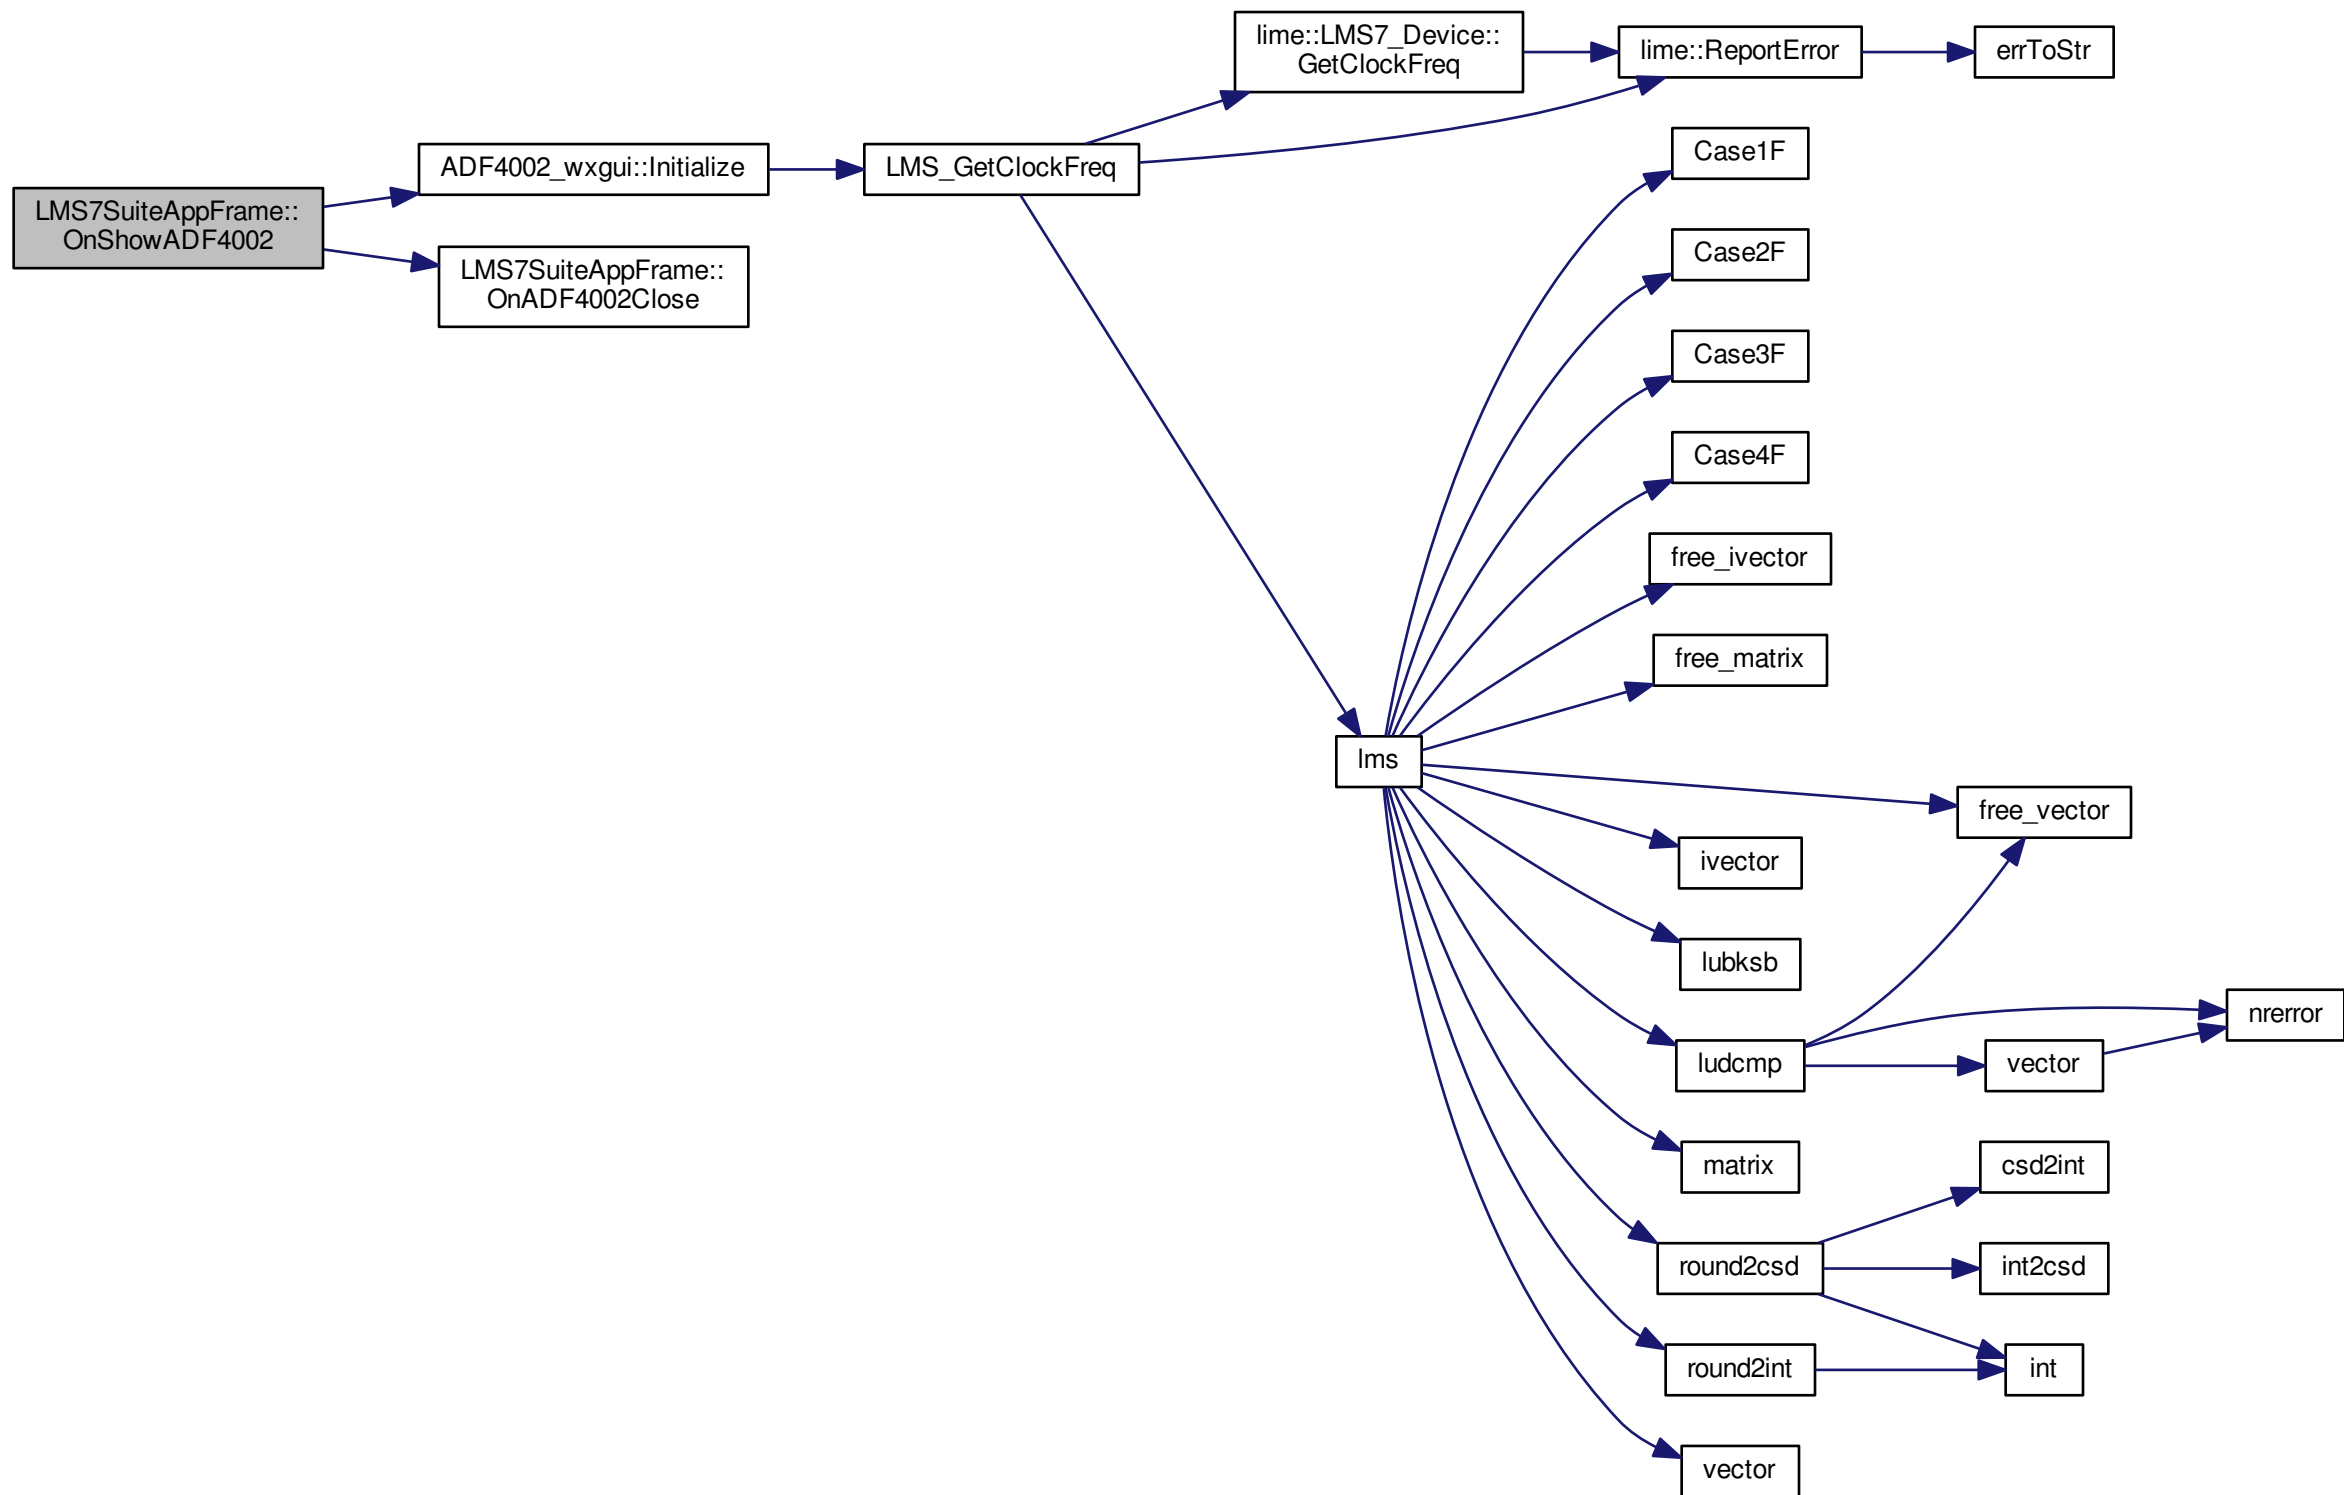 lime::LMS7_Device::
GetClockFreq
lime::ReportError
errToStr
ADF4002_wxgui::Initialize
LMS_GetClockFreq
LMS7SuiteAppFrame::
OnShowADF4002
LMS7SuiteAppFrame::
OnADF4002Close
Case1F
Case2F
Case3F
Case4F
free_ivector
free_matrix
lms
free_vector
ivector
lubksb
nrerror
ludcmp
vector
matrix
csd2int
round2csd
int2csd
round2int
int
vector